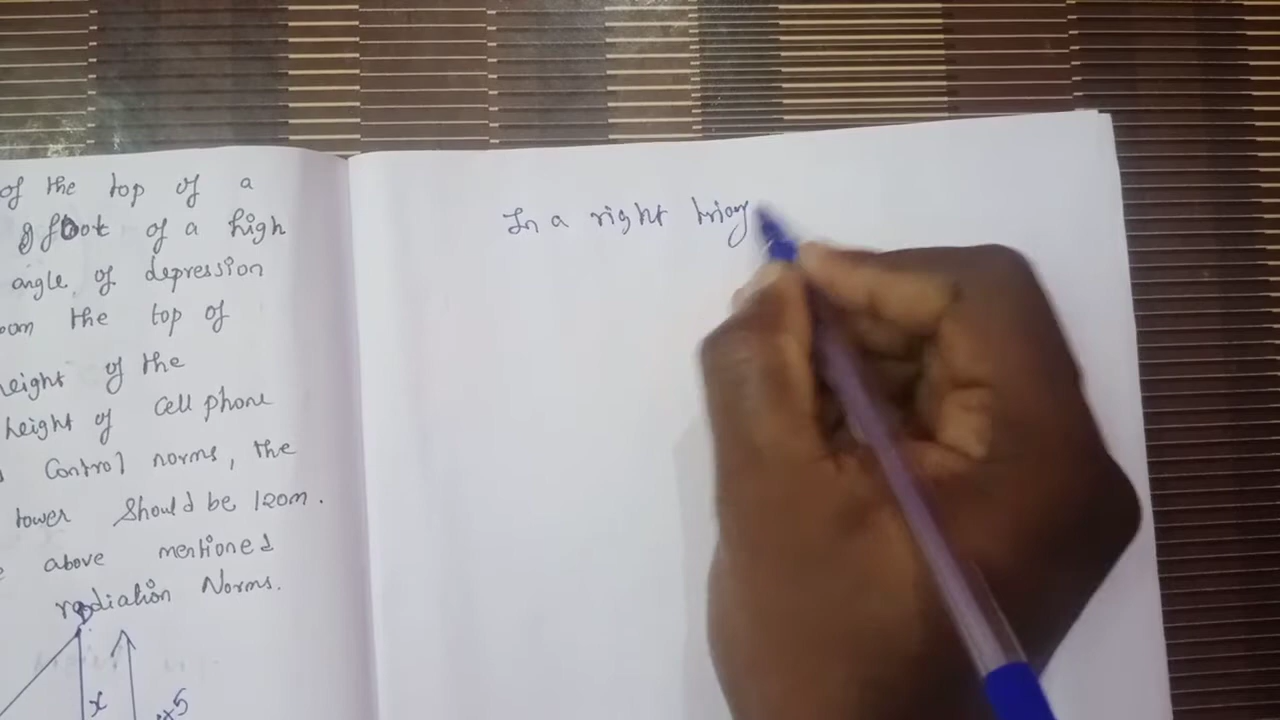 of the top of a
foot of a high
angle of depression
the top of
height of the
height of cell phone
Control norms, the
tower Should be 120m.
above mentioned
radiation Norms.
x
In a right triang